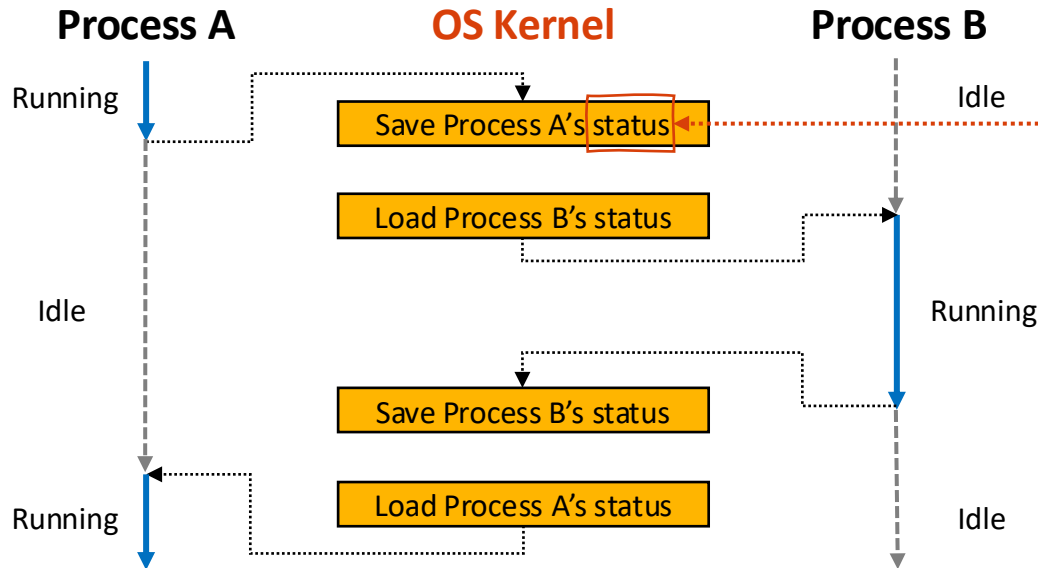 Process A
OS Kernel
Process B
Running
Save Process A’s status
Idle
Load Process B’s status
Idle
Running
Save Process B’s status
Running
Load Process A’s status
Idle